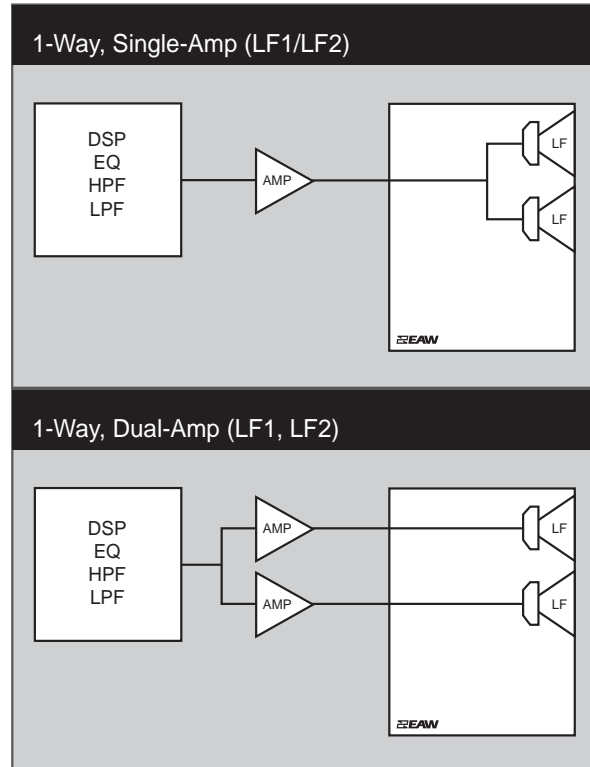 1-Way, Single-Amp (LF1/LF2)
DSP
EQ
HPF
LPF
AMP
LF
LF
EAW
1-Way, Dual-Amp (LF1, LF2)
DSP
EQ
HPF
LPF
AMP
AMP
LF
LF
EAW